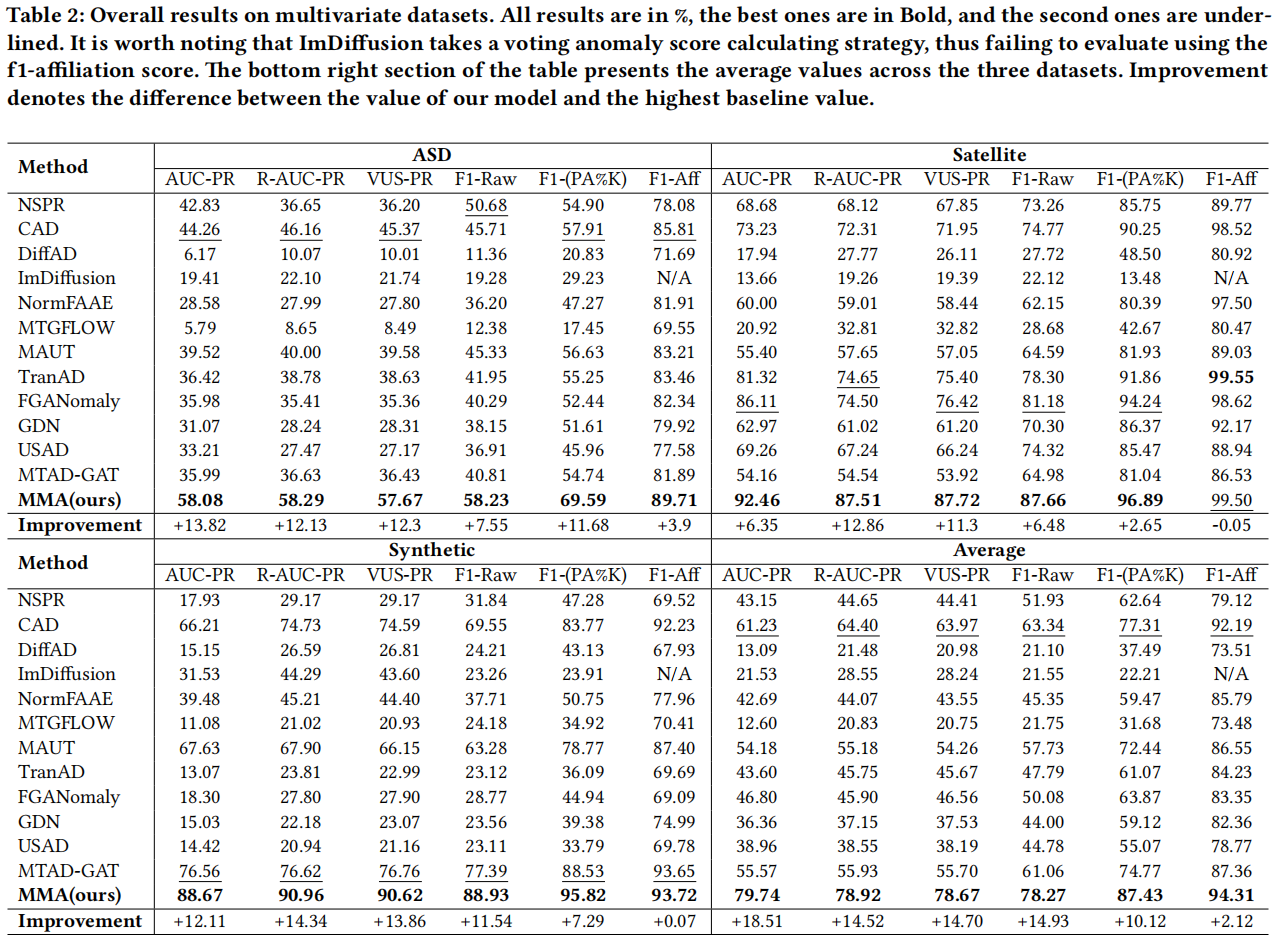 Table 2: Overall results on multivariate datasets. All results are in %, the best ones are in Bold, and the second ones are under-
lined. It is worth noting that ImDiffusion takes a voting anomaly score calculating strategy, thus failing to evaluate using the
f1-affiliation score. The bottom right section of the table presents the average values across the three datasets. Improvement
denotes the difference between the value of our model and the highest baseline value.
Method ASD Satellite
AUC-PR R-AUC-PR VUS-PR F1-Raw F1-(PA%K) F1-Aff AUC-PR R-AUC-PR VUS-PR F1-Raw F1-(PA%K) F1-Aff
NSPR 42.83 36.65 36.20 50.68 54.90 78.08 68.68 68.12 67.85 73.26 85.75 89.77
CAD 44.26 46.16 45.37 45.71 57.91 85.81 73.23 72.31 71.95 74.77 90.25 98.52
DiffAD 6.17 10.07 10.01 11.36 20.83 71.69 17.94 27.77 26.11 27.72 48.50 80.92
ImDiffusion 19.41 22.10 21.74 19.28 29.23 N/A 13.66 19.26 19.39 22.12 13.48 N/A
NormFAAE 28.58 27.99 27.80 36.20 47.27 81.91 60.00 59.01 58.44 62.15 80.39 97.50
MTGFLOW 5.79 8.65 8.49 12.38 17.45 69.55 20.92 32.81 32.82 28.68 42.67 80.47
MAUT 39.52 40.00 39.58 45.33 56.63 83.21 55.40 57.65 57.05 64.59 81.93 89.03
TranAD 36.42 38.78 38.63 41.95 55.25 83.46 81.32 74.65 75.40 78.30 91.86 99.55
FGANomaly 35.98 35.41 35.36 40.29 52.44 82.34 86.11 74.50 76.42 81.18 94.24 98.62
GDN 31.07 28.24 28.31 38.15 51.61 79.92 62.97 61.02 61.20 70.30 86.37 92.17
USAD 33.21 27.47 27.17 36.91 45.96 77.58 69.26 67.24 66.24 74.32 85.47 88.94
MTAD-GAT 35.99 36.63 36.43 40.81 54.74 81.89 54.16 54.54 53.92 64.98 81.04 86.53
MMA(ours) 58.08 58.29 57.67 58.23 69.59 89.71 92.46 87.51 87.72 87.66 96.89 99.50
Improvement +13.82 +12.13 +12.3 +7.55 +11.68 +3.9 +6.35 +12.86 +11.3 +6.48 +2.65 -0.05
Method Synthetic Average
AUC-PR R-AUC-PR VUS-PR F1-Raw F1-(PA%K) F1-Aff AUC-PR R-AUC-PR VUS-PR F1-Raw F1-(PA%K) F1-Aff
NSPR 17.93 29.17 29.17 31.84 47.28 69.52 43.15 44.65 44.41 51.93 62.64 79.12
CAD 66.21 74.73 74.59 69.55 83.77 92.23 61.23 64.40 63.97 63.34 77.31 92.19
DiffAD 15.15 26.59 26.81 24.21 43.13 67.93 13.09 21.48 20.98 21.10 37.49 73.51
ImDiffusion 31.53 44.29 43.60 23.26 23.91 N/A 21.53 28.55 28.24 21.55 22.21 N/A
NormFAAE 39.48 45.21 44.40 37.71 50.75 77.96 42.69 44.07 43.55 45.35 59.47 85.79
MTGFLOW 11.08 21.02 20.93 24.18 34.92 70.41 12.60 20.83 20.75 21.75 31.68 73.48
MAUT 67.63 67.90 66.15 63.28 78.77 87.40 54.18 55.18 54.26 57.73 72.44 86.55
TranAD 13.07 23.81 22.99 23.12 36.09 69.69 43.60 45.75 45.67 47.79 61.07 84.23
FGANomaly 18.30 27.80 27.90 28.77 44.94 69.09 46.80 45.90 46.56 50.08 63.87 83.35
GDN 15.03 22.18 23.07 23.56 39.38 74.99 36.36 37.15 37.53 44.00 59.12 82.36
USAD 14.42 20.94 21.16 23.11 33.79 69.78 38.96 38.55 38.19 44.78 55.07 78.77
MTAD-GAT 76.56 76.62 76.76 77.39 88.53 93.65 55.57 55.93 55.70 61.06 74.77 87.36
MMA(ours) 88.67 90.96 90.62 88.93 95.82 93.72 79.74 78.92 78.67 78.27 87.43 94.31
Improvement +12.11 +14.34 +13.86 +11.54 +7.29 +0.07 +18.51 +14.52 +14.70 +14.93 +10.12 +2.12